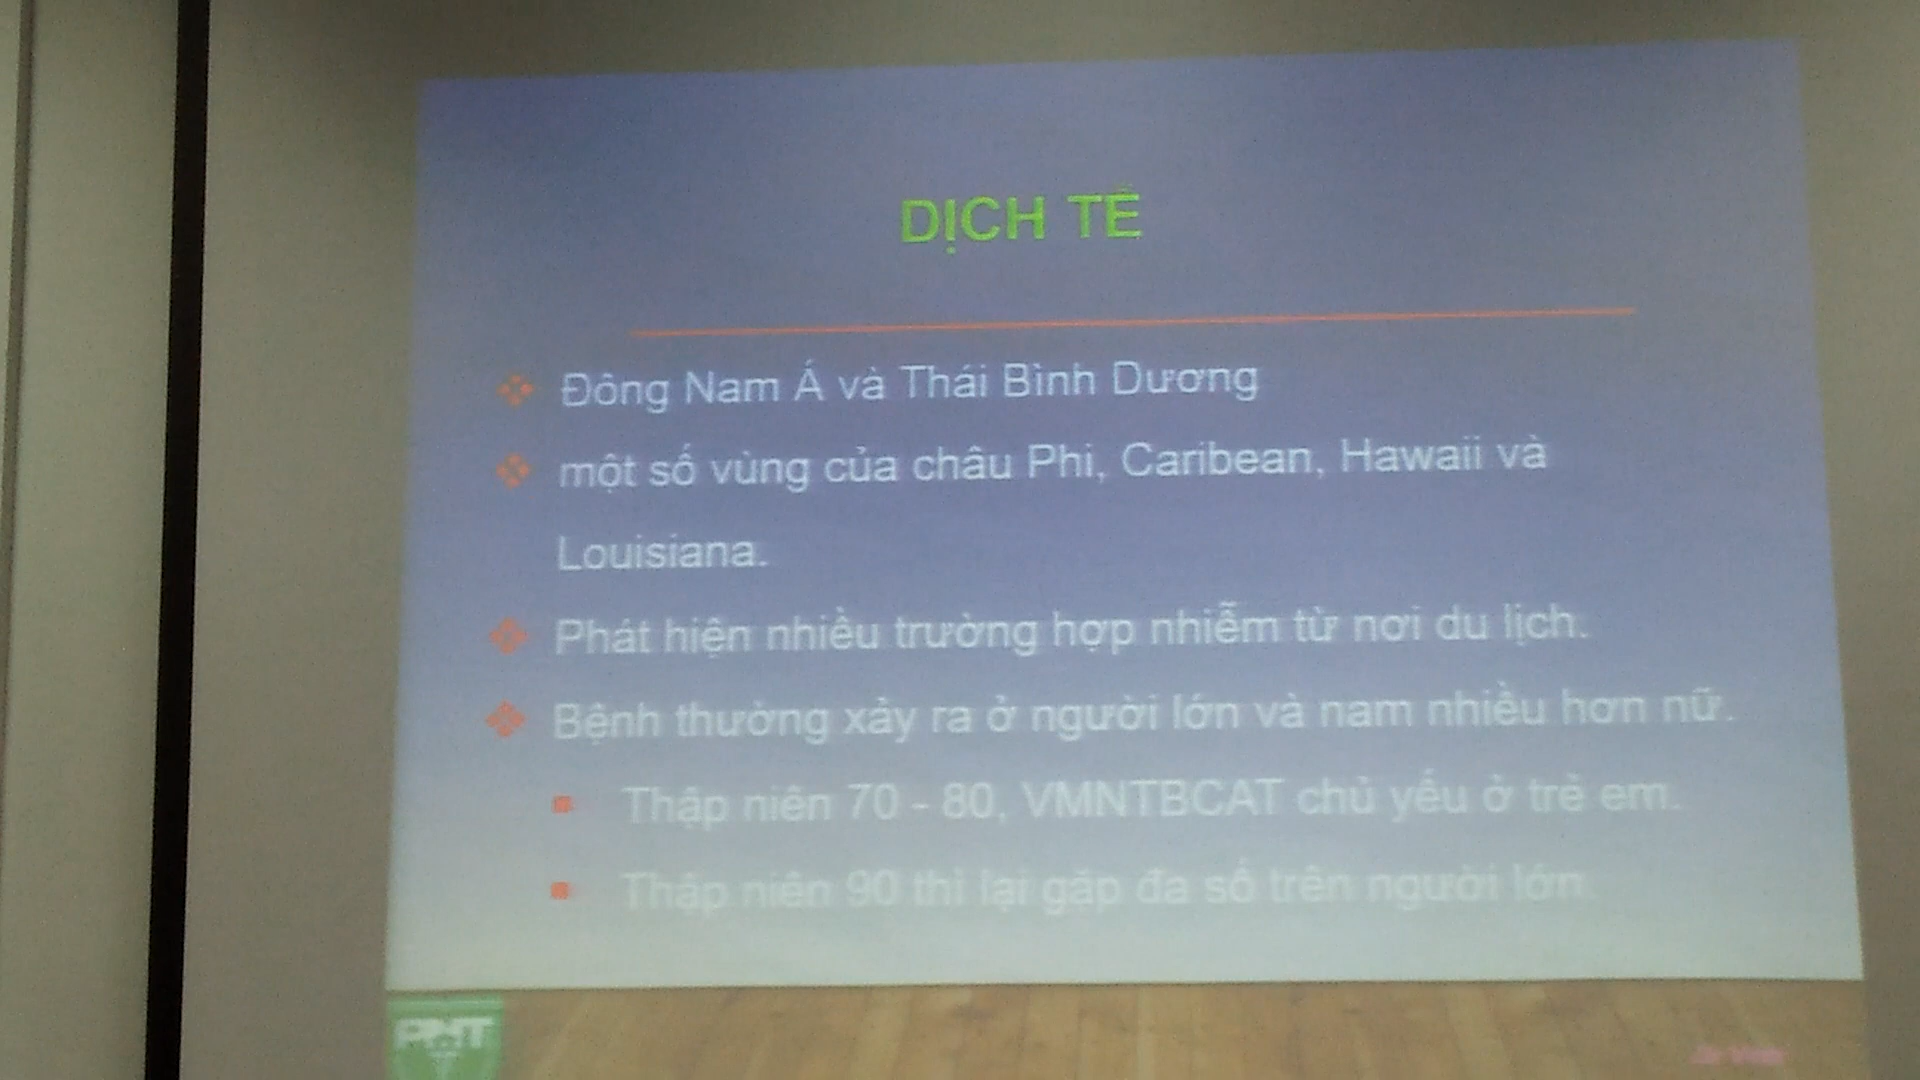 DỊCH TỄ
Đông Nam Á và Thái Bình Dương
một số vùng của châu Phi, Caribean, Hawaii và
Louisiana.
Phát hiện nhiều trường hợp nhiễm từ nơi du lịch.
Bệnh thường xảy ra ở người lớn và nam nhiều hơn nữ.
Thập niên 70 - 80, VMNTBCAT chủ yếu ở trẻ em.
Thập niên 90 thì lại gặp đa số trên người lớn.
PHT